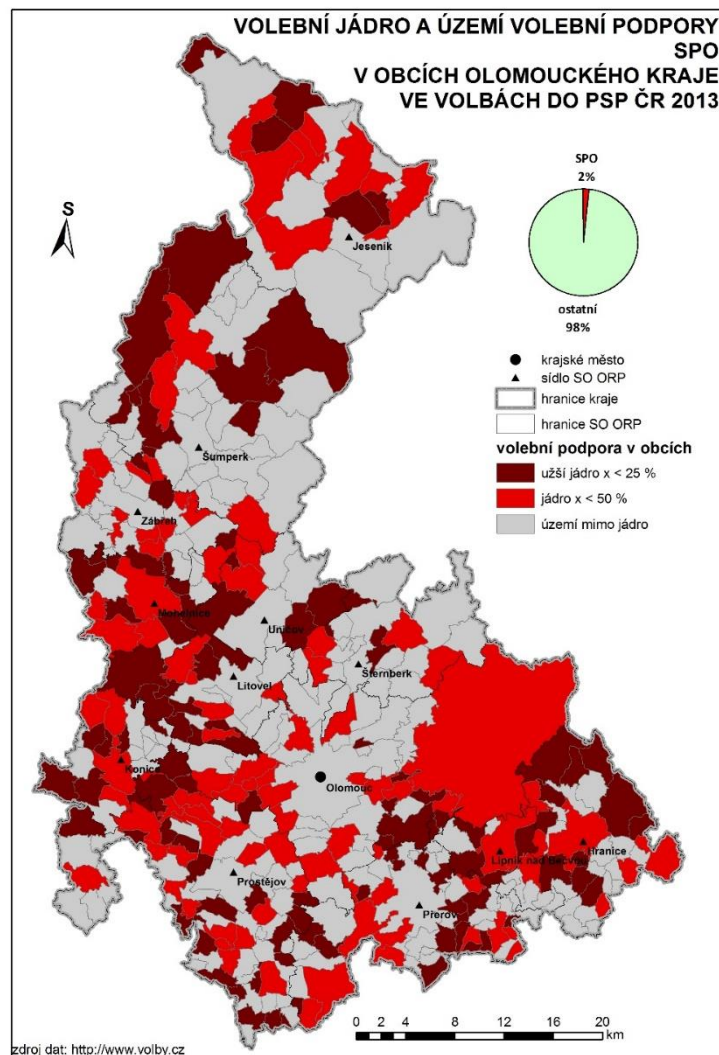 VOLEBNÍ JÁDRO A ÚZEMÍ VOLEBNÍ PODPORY
SPO
V OBCÍCH OLOMOUCKÉHO KRAJE
VE VOLBÁCH DO PSP ČR 2013
SPO
2%
S
Jeseník
ostatní
98%
krajské město
sídlo SO ORP
hranice kraje
hranice SO ORP
volební podpora v obcích
užší jádro x < 25 %
jádro x < 50 %
území mimo jádro
Šumperk
Zábřeh
Mohelnice
Uničov
Šternberk
Litovel
Konice
Olomouc
Hranice
Lipník nad Bečvou
Prostějov
Přerov
0 2 4 8 12 16 20
km
zdroj dat: http://www.volby.cz